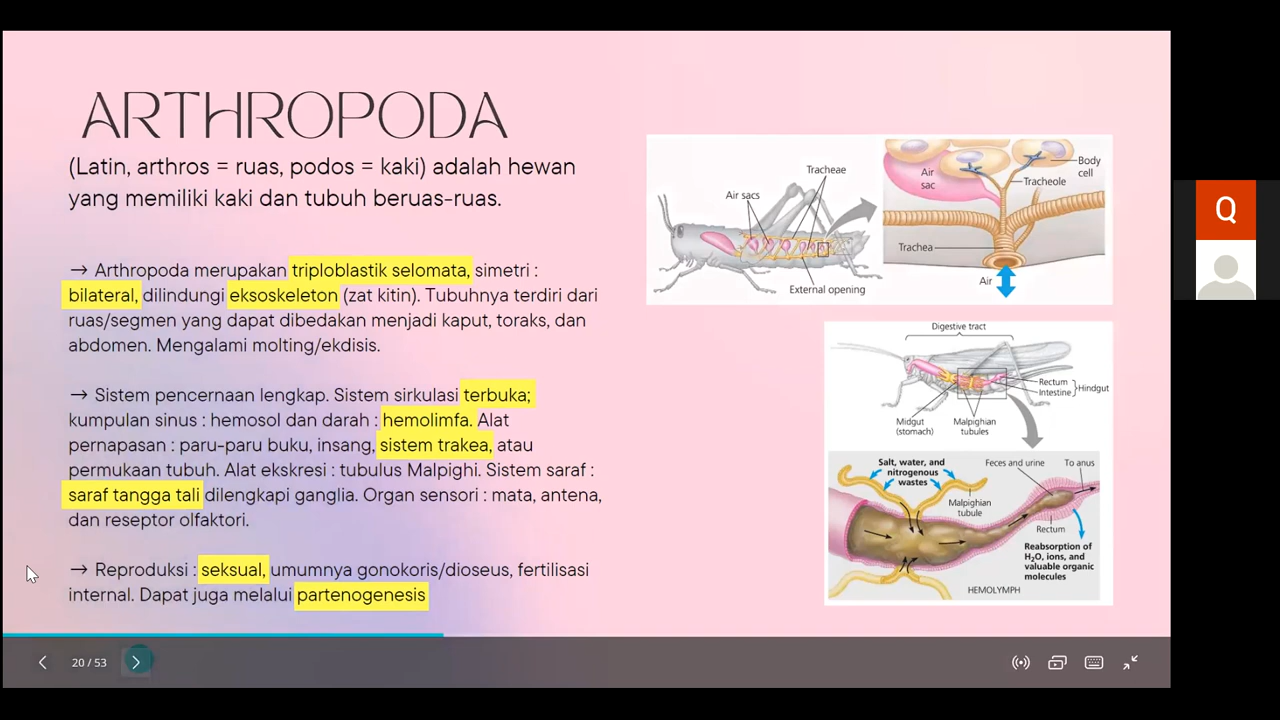 ARTHROPODA
(Latin, arthros = ruas, podos = kaki) adalah hewan
yang memiliki kaki dan tubuh beruas-ruas.
→ Arthropoda merupakan triploblastik selomata, simetri :
bilateral, dilindungi eksoskeleton (zat kitin). Tubuhnya terdiri dari
ruas/segmen yang dapat dibedakan menjadi kaput, toraks, dan
abdomen. Mengalami molting/ekdisis.
→ Sistem pencernaan lengkap. Sistem sirkulasi terbuka;
kumpulan sinus : hemosol dan darah : hemolimfa. Alat
pernapasan : paru-paru buku, insang, sistem trakea, atau
permukaan tubuh. Alat ekskresi : tubulus Malpighi. Sistem saraf :
saraf tangga tali dilengkapi ganglia. Organ sensori : mata, antena,
dan reseptor olfaktori.
→ Reproduksi : seksual, umumnya gonokoris/dioseus, fertilisasi
internal. Dapat juga melalui partenogenesis
Tracheae
Air sacs
External opening
Air
sac
Body
cell
Tracheole
Trachea
Air
Digestive tract
Rectum
Intestine
Hindgut
Midgut
(stomach)
Malpighian
tubules
Salt, water, and
nitrogenous
wastes
Feces and urine
To anus
Malpighian
tubule
Rectum
Reabsorption of
H₂O, ions, and
valuable organic
molecules
HEMOLYMPH
20 / 53
Q